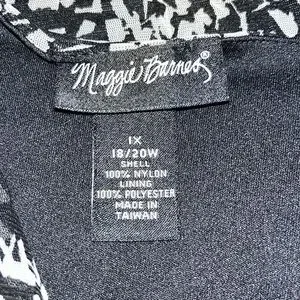 Maggie Barnes®
1X
18/20W
SHELL
100% NYLON
LINING
100% POLYESTER
MADE IN
TAIWAN